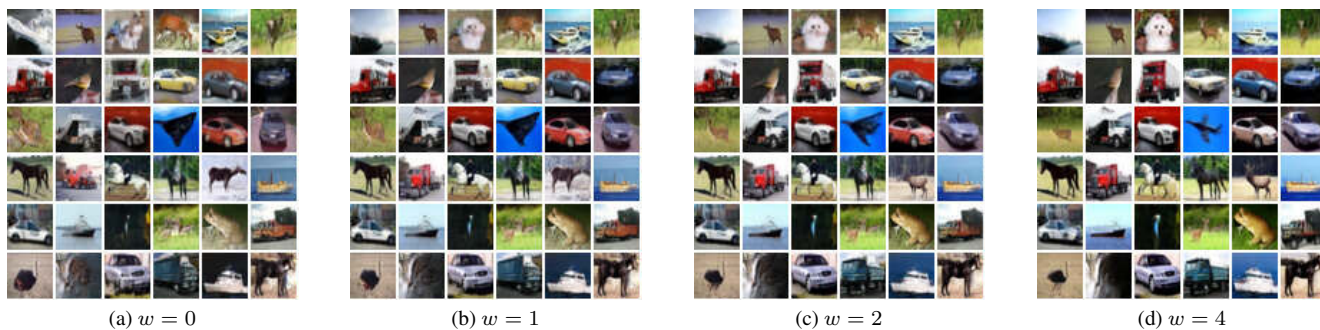 (a) w = 0
(b) w = 1
(c) w = 2
(d) w = 4